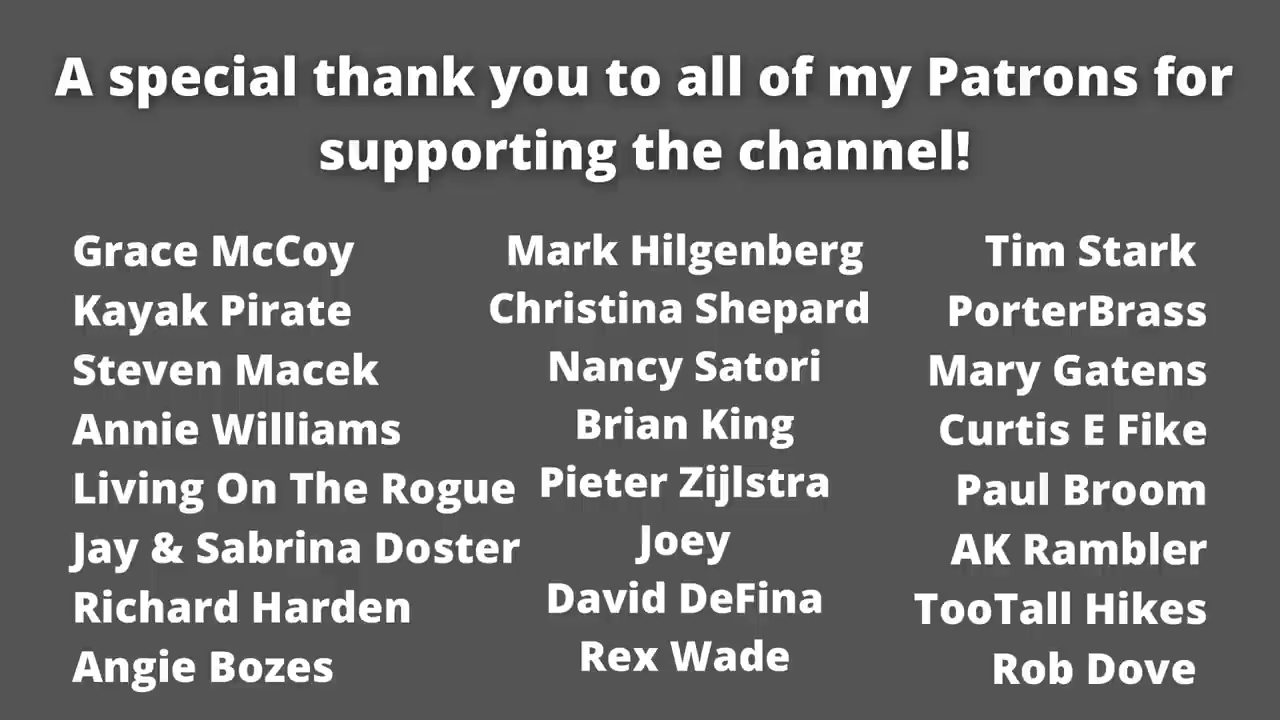 A special thank you to all of my Patrons for
supporting the channel!
Grace McCoy
Kayak Pirate
Steven Macek
Annie Williams
Living On The Rogue
Jay & Sabrina Doster
Richard Harden
Angie Bozes
Mark Hilgenberg
Christina Shepard
Nancy Satori
Brian King
Pieter Zijlstra
Joey
David DeFina
Rex Wade
Tim Stark
PorterBrass
Mary Gatens
Curtis E Fike
Paul Broom
AK Rambler
TooTall Hikes
Rob Dove